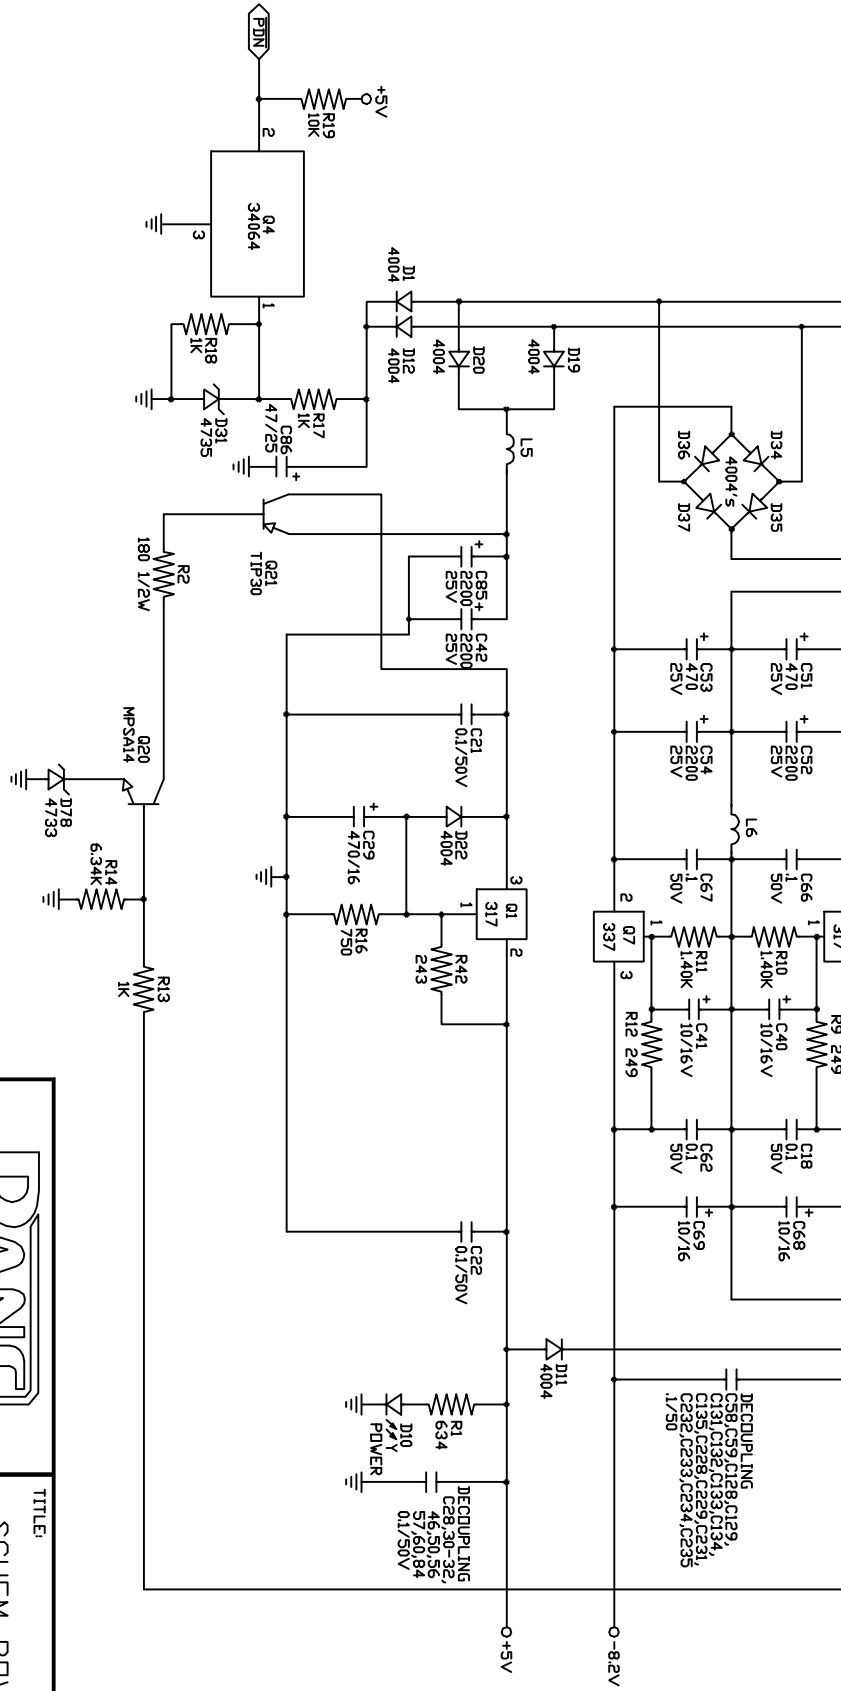 PDN
+5V
R19
10K
2
Q4
34064
3
1
R18
1K
D31
4735
R17
1K
C86
47/25
+
D1
4004
D12
4004
D20
4004
D19
4004
L5
D36
D34
4004's
D37
D35
Q21
TIP30
R2
180 1/2W
Q20
MPSA14
D78
4733
R14
6.34K
R13
1K
+
C85
2200
25V
+
C42
2200
25V
C21
0.1/50V
+
C29
470/16
D22
4004
3
Q1
317
1
2
R16
750
R42
243
C22
0.1/50V
+
C53
470
25V
+
C51
470
25V
+
C54
2200
25V
+
C52
2200
25V
L6
C67
.1
50V
C66
.1
50V
2
Q7
337
1
3
317
1
R11
1.40K
R10
1.40K
+
C41
10/16V
+
C40
10/16V
R12 249
R9 249
C62
0.1
50V
C18
0.1
50V
+
C69
10/16
+
C68
10/16
D11
4004
R1
634
D10
Y
POWER
DECOUPLING
C28,30-32,
46,50,56,
57,60,84
0.1/50V
DECOUPLING
C58,C59,C128,C129,
C131,C132,C133,C134,
C135,C228,C229,C231,
C232,C233,C234,C235
.1/50
+5V
-8.2V
TITLE: